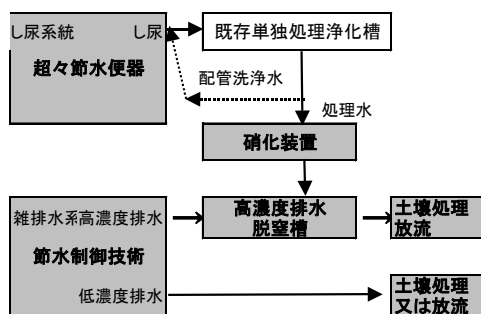 し尿系統　し尿
超々節水便器
既存単独処理浄化槽
配管洗浄水
処理水
硝化装置
雑排水系高濃度排水
節水制御技術
低濃度排水
高濃度排水
脱窒槽
土壌処理
放流
土壌処理
又は放流